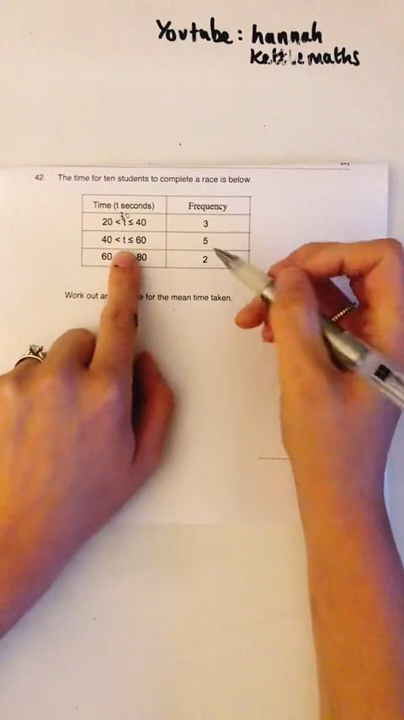 Youtube: hannah
kettlemaths
42. The time for ten students to complete a race is below.
Time (t seconds) Frequency
30
20 < t ≤ 40 3
40 < t ≤ 60 5
60 80 2
Work out an for the mean time taken.